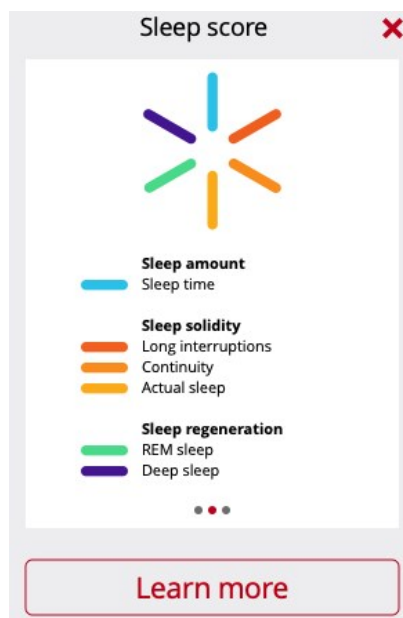 Sleep score
Sleep amount
Sleep time
Sleep solidity
Long interruptions
Continuity
Actual sleep
Sleep regeneration
REM sleep
Deep sleep
Learn more